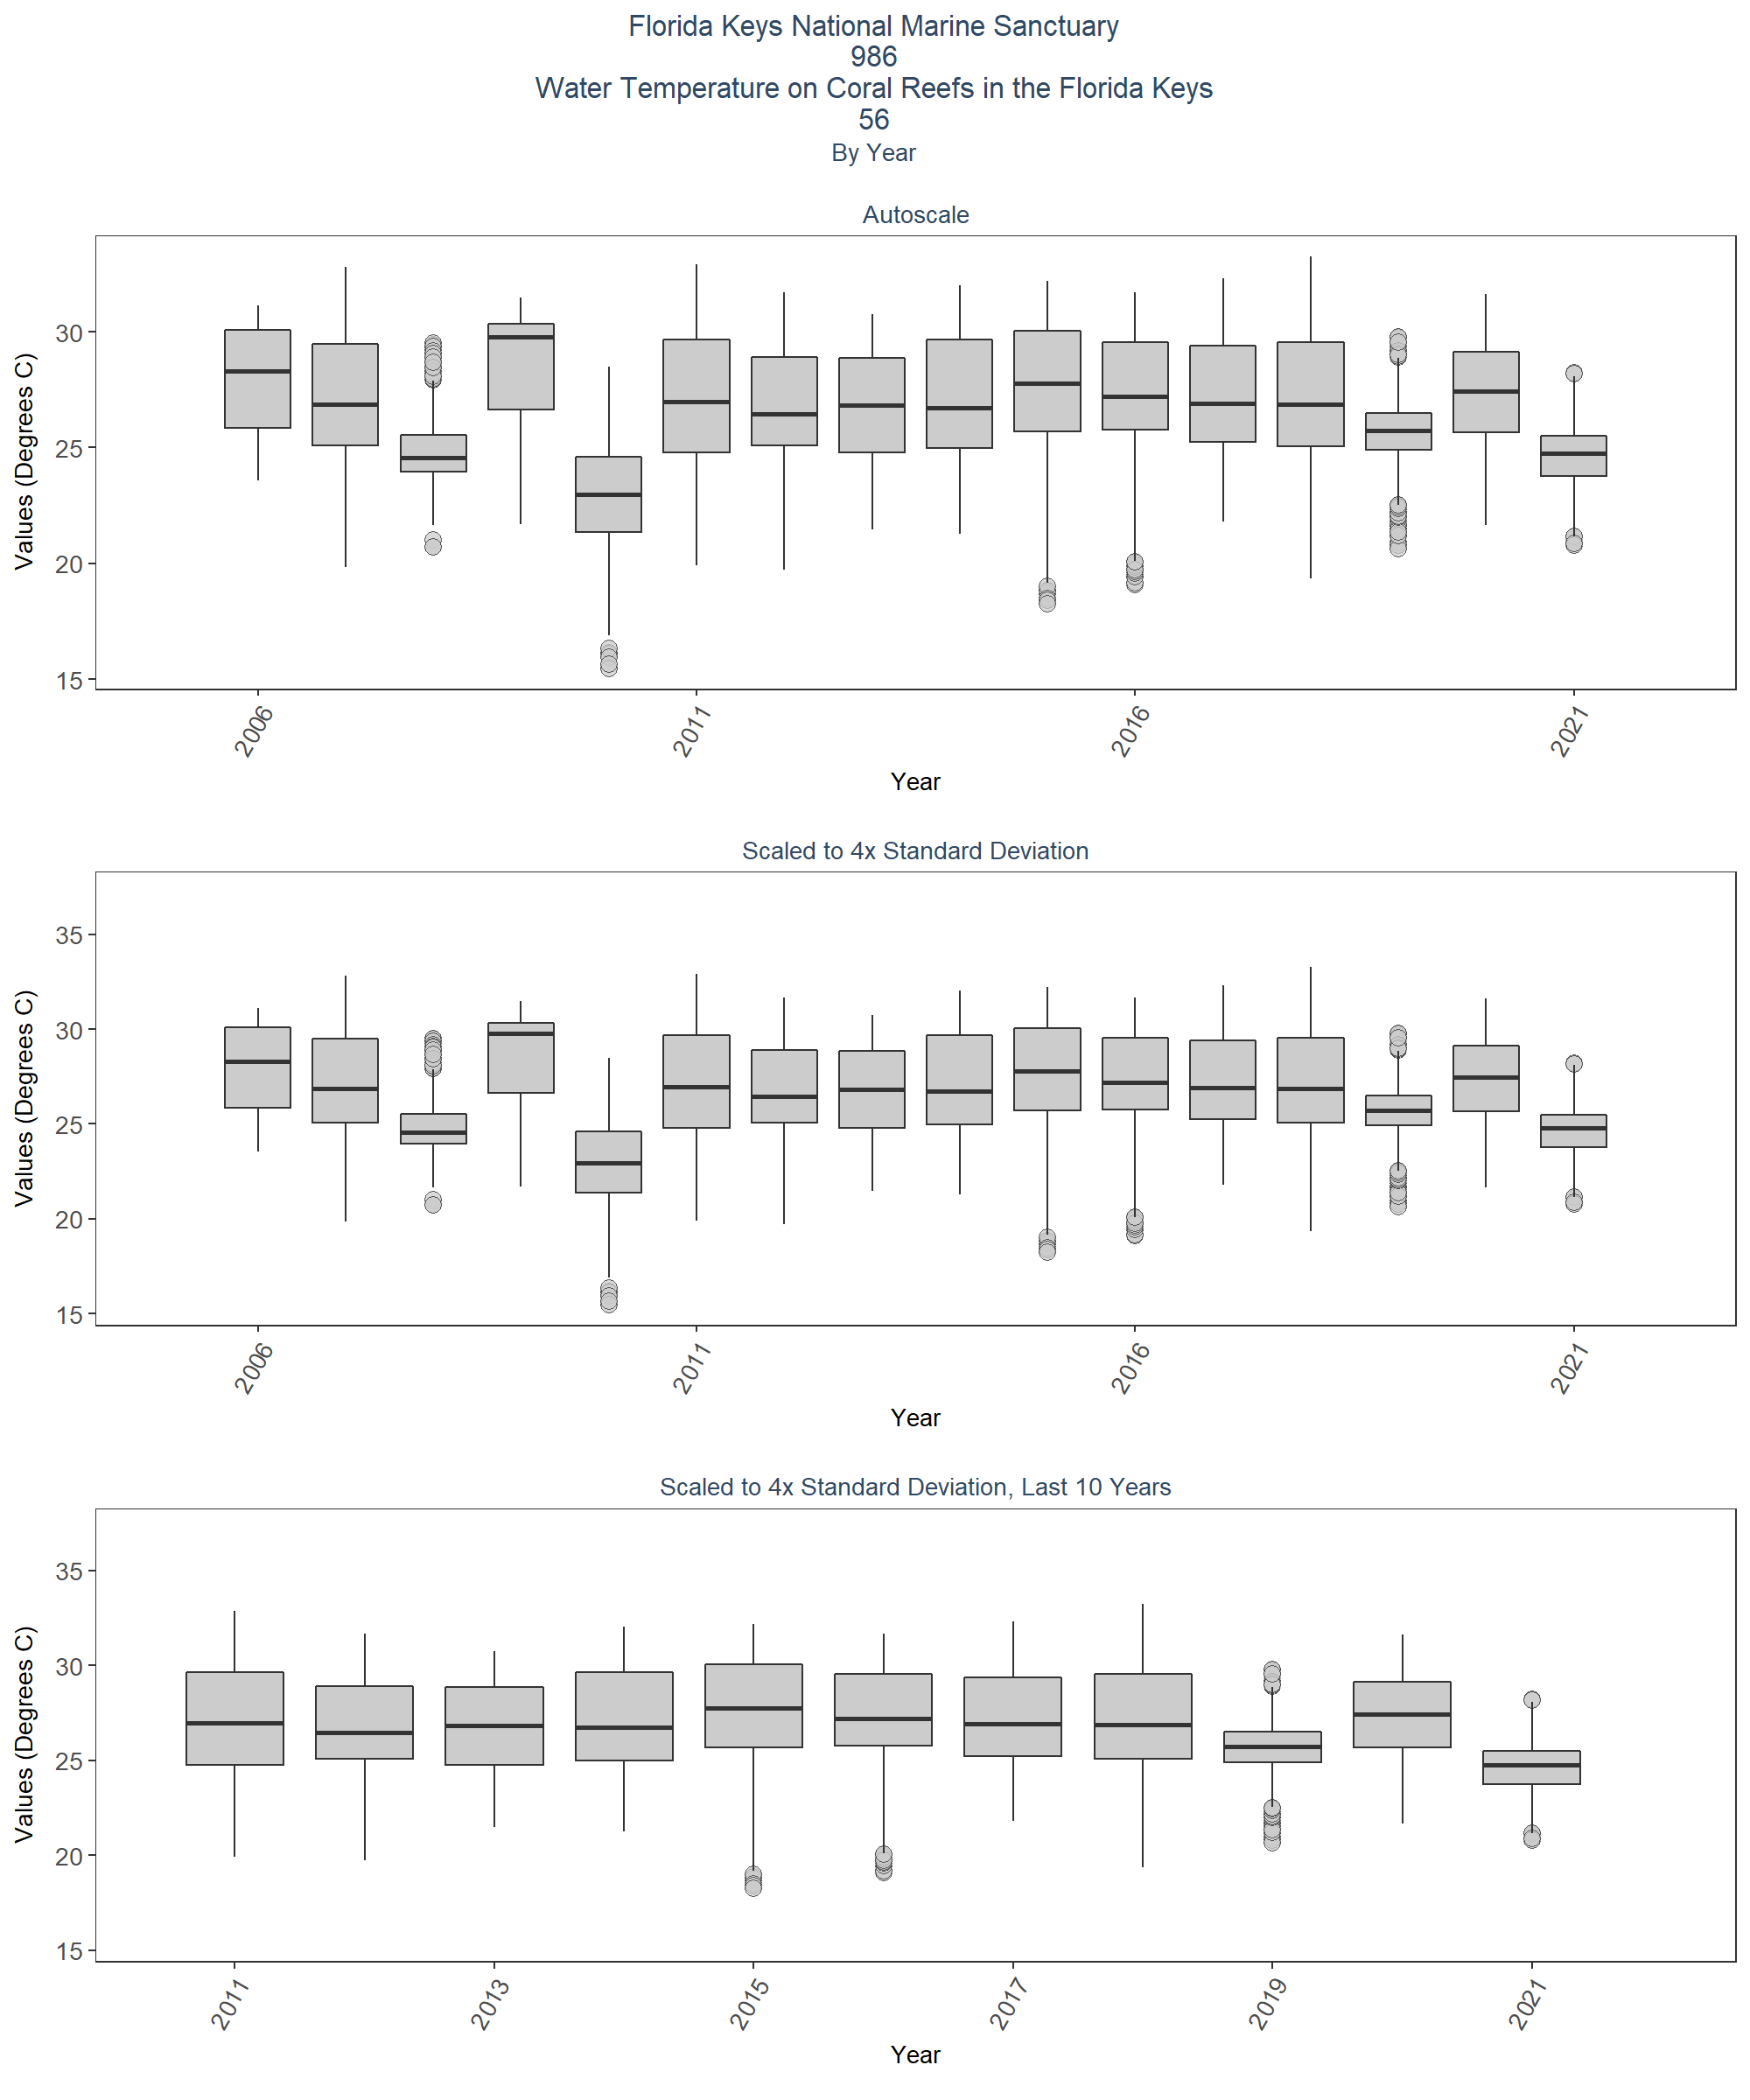 Florida Keys National Marine Sanctuary
986
Water Temperature on Coral Reefs in the Florida Keys
56
By Year
Autoscale
Values (Degrees C)
30
25
20
15
2006
2011
2016
2021
Year
Scaled to 4x Standard Deviation
Values (Degrees C)
35
30
25
20
15
2006
2011
2016
2021
Year
Scaled to 4x Standard Deviation, Last 10 Years
Values (Degrees C)
35
30
25
20
15
2011
2013
2015
2017
2019
2021
Year